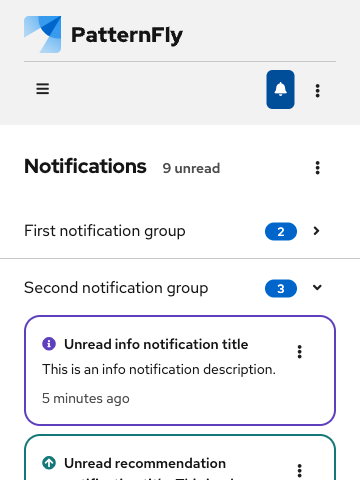 PatternFly
Notifications 9 unread
First notification group 2
Second notification group 3
Unread info notification title
This is an info notification description.
5 minutes ago
Unread recommendation